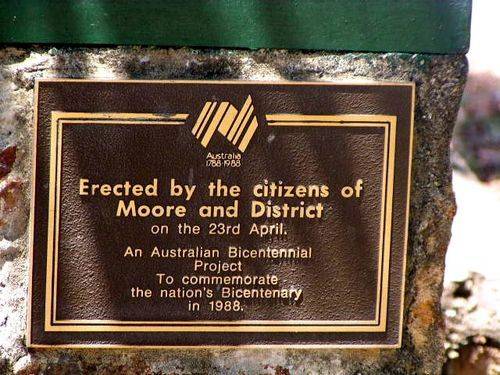 Australia
1788-1988
Erected by the citizens of
Moore and District
on the 23rd April.
An Australian Bicentennial
Project
To commemorate
the nation's Bicentenary
in 1988.